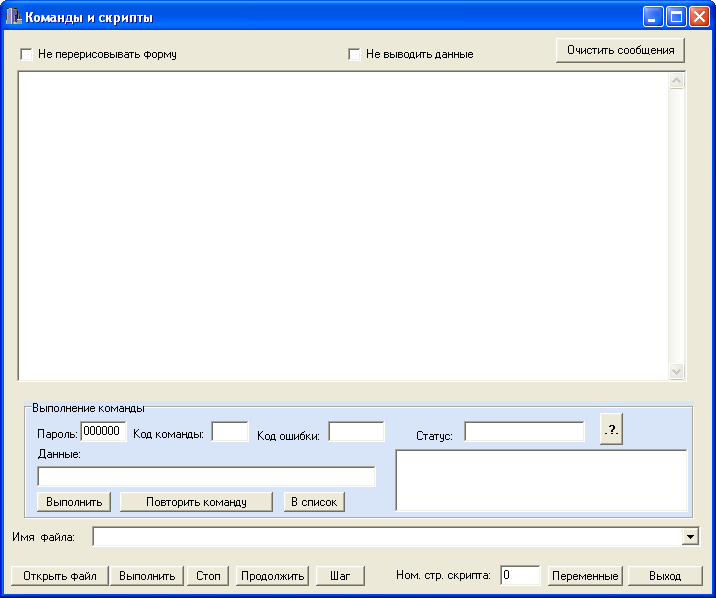 Команды и скрипты
Не перерисовывать форму
Не выводить данные
Очистить сообщения
Выполнение команды
Пароль: 000000 Код команды: Код ошибки: Статус: .?.
Данные:
Выполнить Повторить команду В список
Имя файла:
Открыть файл Выполнить Стоп Продолжить Шаг Ном. стр. скрипта: 0 Переменные Выход